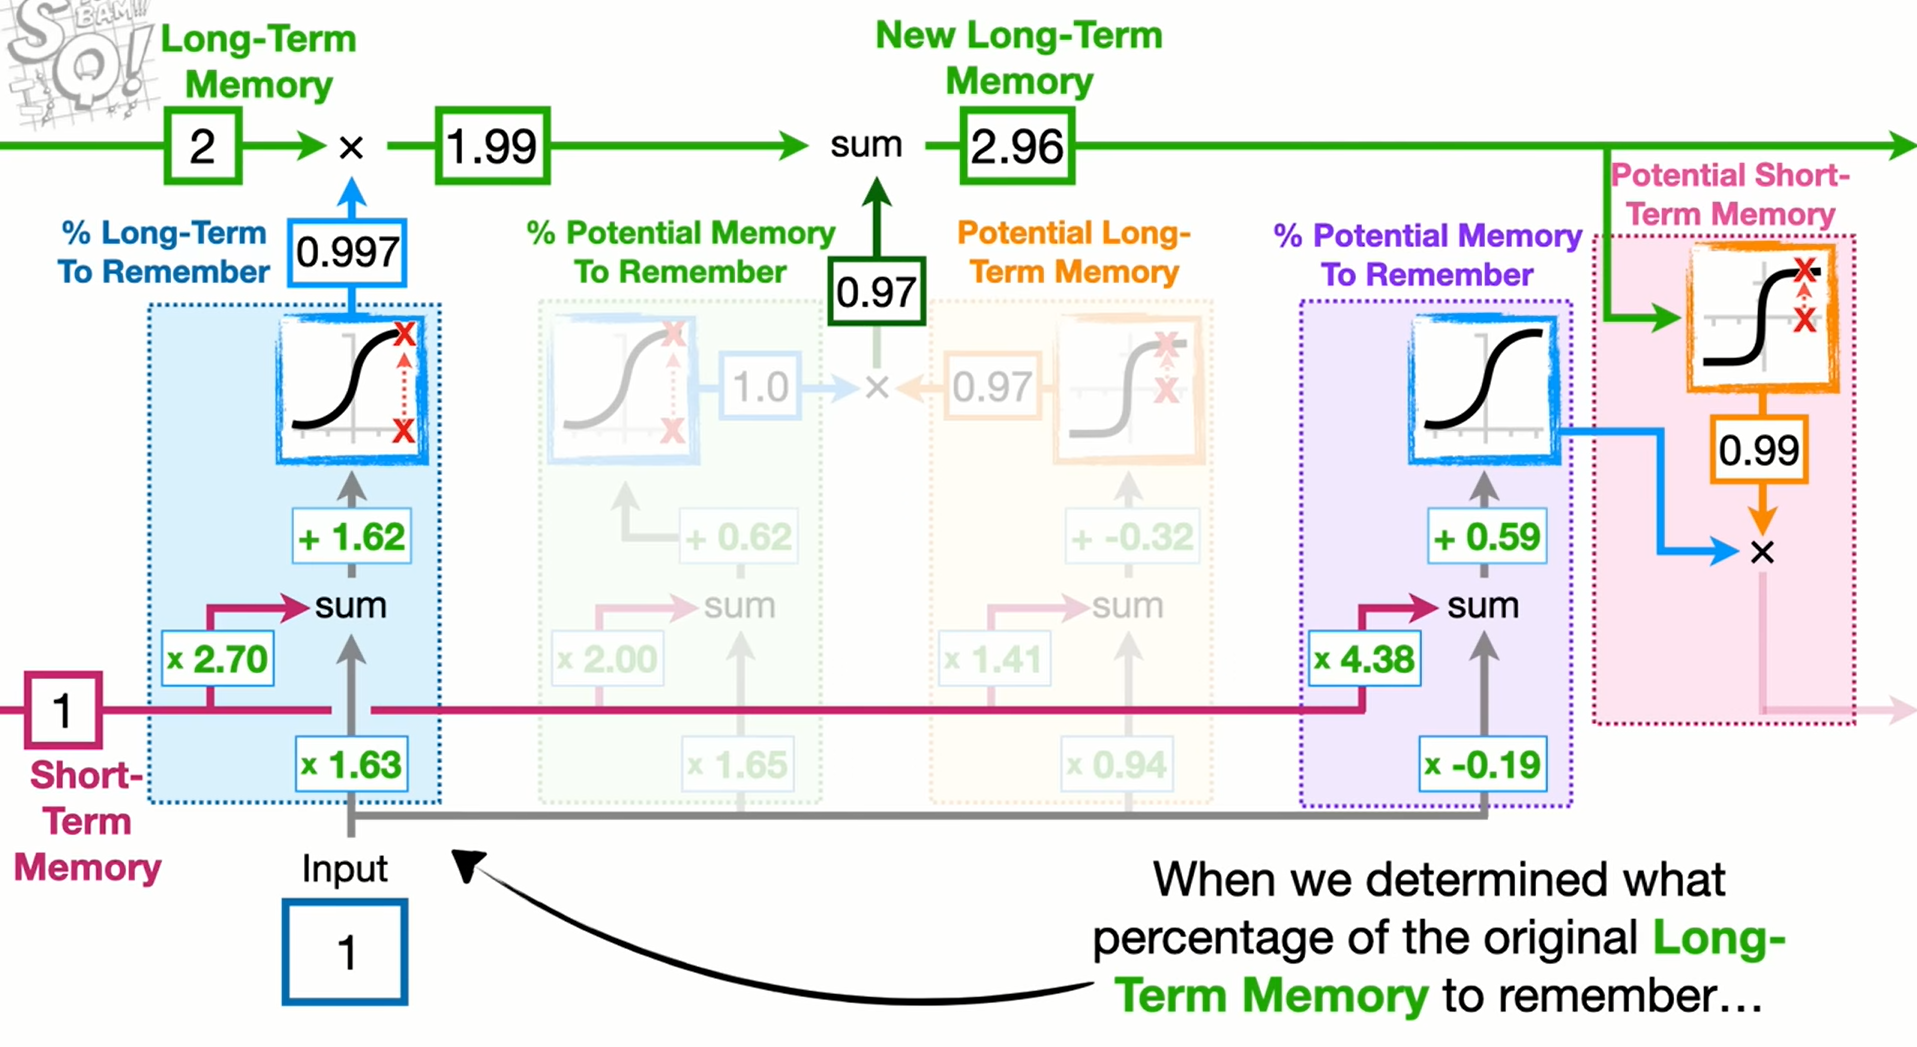 SQ!
BAM!!!
Long-Term
Memory
New Long-Term
Memory
2
×
1.99
sum
2.96
Potential Short-
Term Memory
% Long-Term
To Remember
0.997
% Potential Memory
To Remember
0.97
Potential Long-
Term Memory
% Potential Memory
To Remember
X
X
X
X
1.0
×
0.97
X
X
X
X
0.99
×
+ 1.62
+ 0.62
+ -0.32
+ 0.59
sum
sum
sum
sum
x 2.70
x 2.00
x 1.41
x 4.38
1
x 1.63
x 1.65
x 0.94
x -0.19
Short-
Term
Memory
Input
1
When we determined what
percentage of the original Long-
Term Memory to remember...